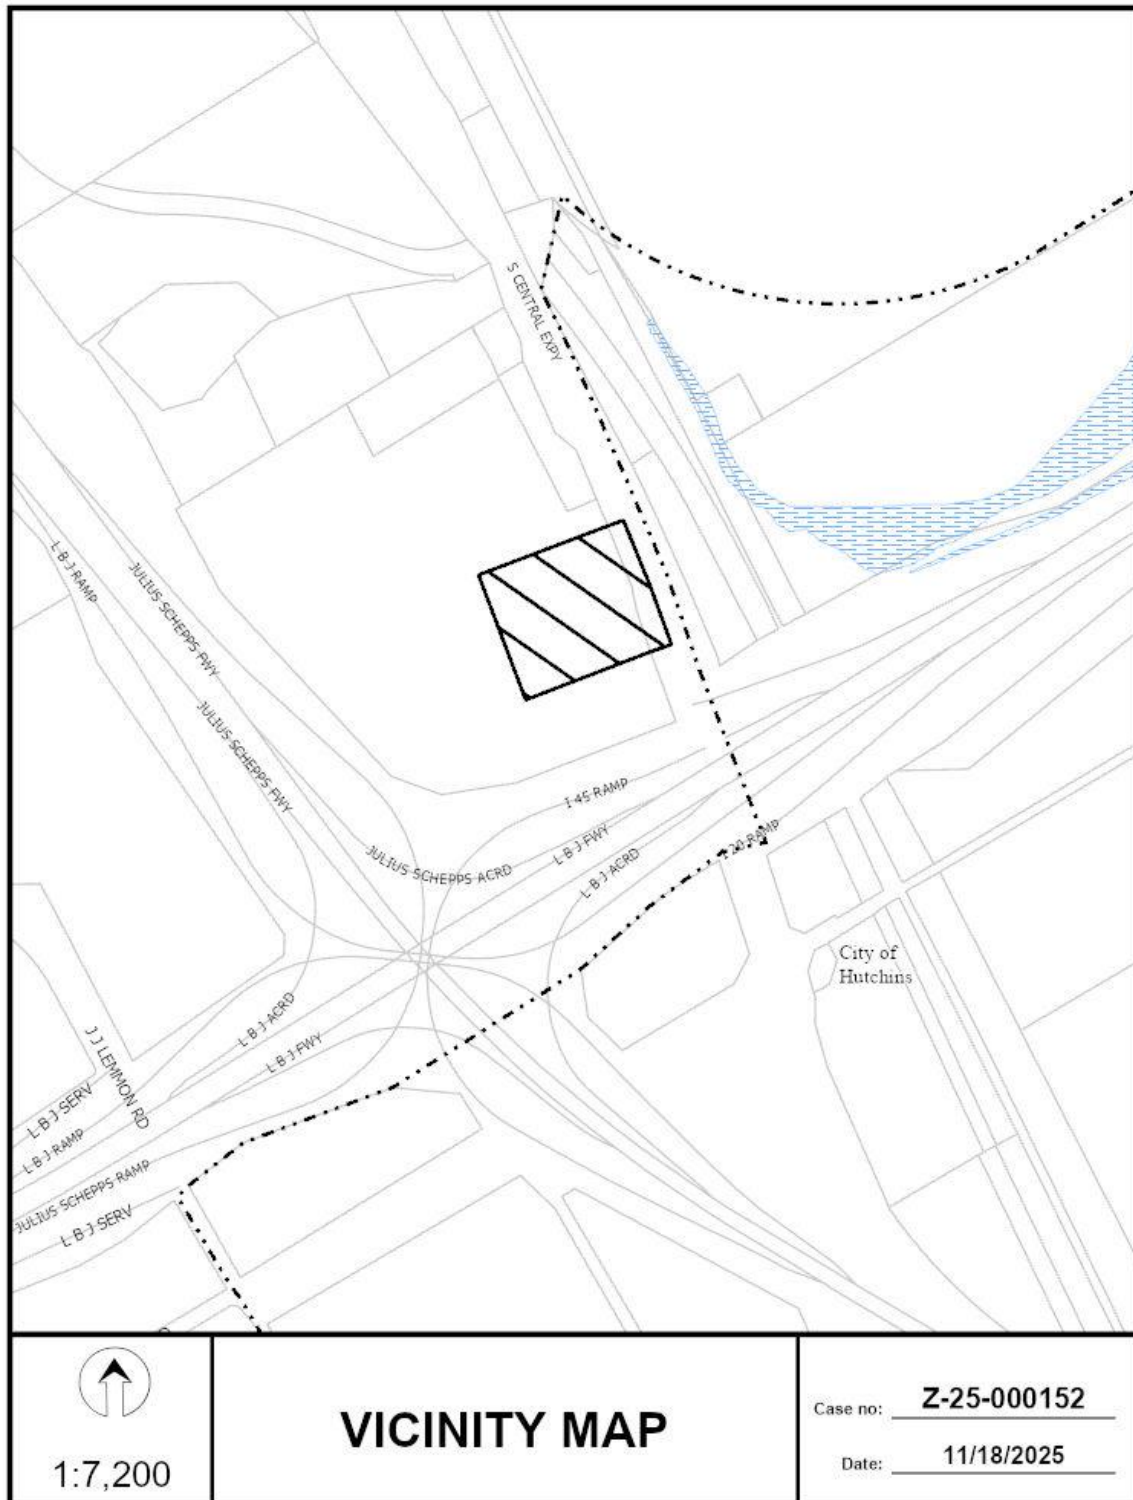 S CENTRAL EXPY
L B J RAMP
JULIUS SCHEPPS FWY
JULIUS SCHEPPS FWY
I 45 RAMP
L B J FWY
I 20 RAMP
JULIUS SCHEPPS ACRD
L B J ACRD
City of
Hutchins
L B J ACRD
L B J FWY
J J LEMMON RD
L B J SERV
L B J RAMP
JULIUS SCHEPPS RAMP
L B J SERV
1:7,200
VICINITY MAP
Case no: Z-25-000152
Date: 11/18/2025